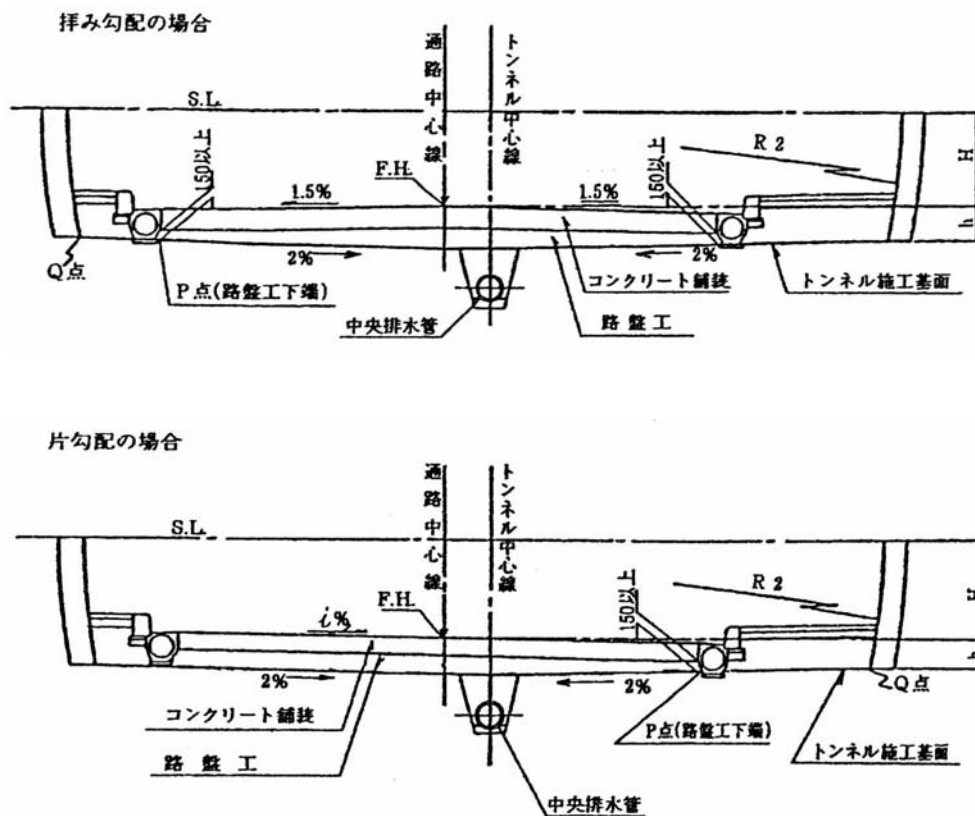 拝み勾配の場合
通路中心線
トンネル中心線
S.L.
150以上
150以上
R 2
H
F.H.
1.5%
1.5%
h
Q点
2%
2%
P点(路盤工下端)
コンクリート舗装
トンネル施工基面
中央排水管
路盤工
片勾配の場合
通路中心線
トンネル中心線
S.L.
150以上
R 2
H
F.H.
i%
h
2%
2%
Q点
コンクリート舗装
P点(路盤工下端)
トンネル施工基面
路盤工
中央排水管